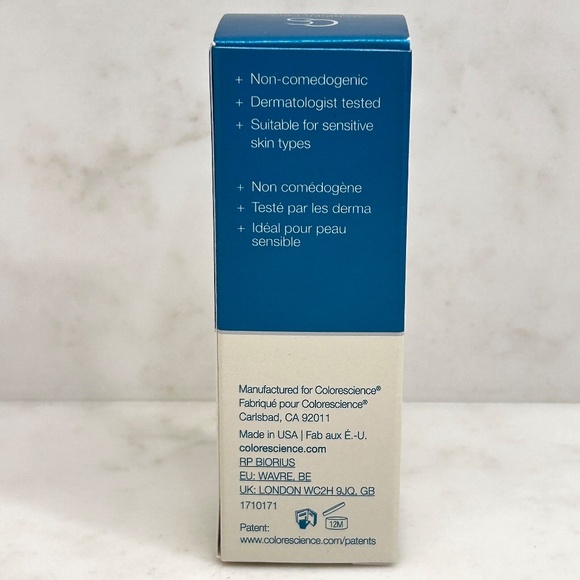 + Non-comedogenic
+ Dermatologist tested
+ Suitable for sensitive
skin types
+ Non comédogène
+ Testé par les derma
+ Idéal pour peau
sensible
Manufactured for Colorescience®
Fabriqué pour Colorescience®
Carlsbad, CA 92011
Made in USA | Fab aux É.-U.
colorescience.com
RP BIORIUS
EU: WAVRE, BE
UK: LONDON WC2H 9JQ, GB
1710171
12M
Patent:
www.colorescience.com/patents